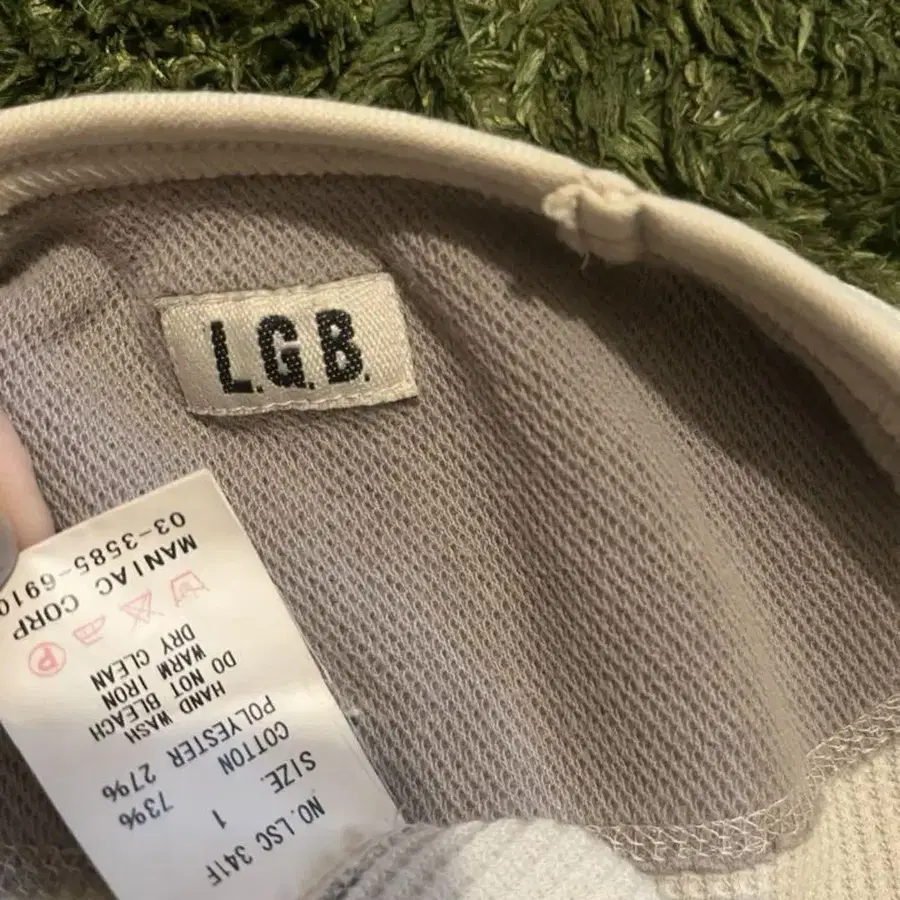 L.G.B.
NO.LSC 341F
SIZE. 1
COTTON 73%
POLYESTER 27%
HAND WASH
DO NOT BLEACH
WARM IRON
DRY CLEAN
P
MANIAC CORP
03-3585-6910